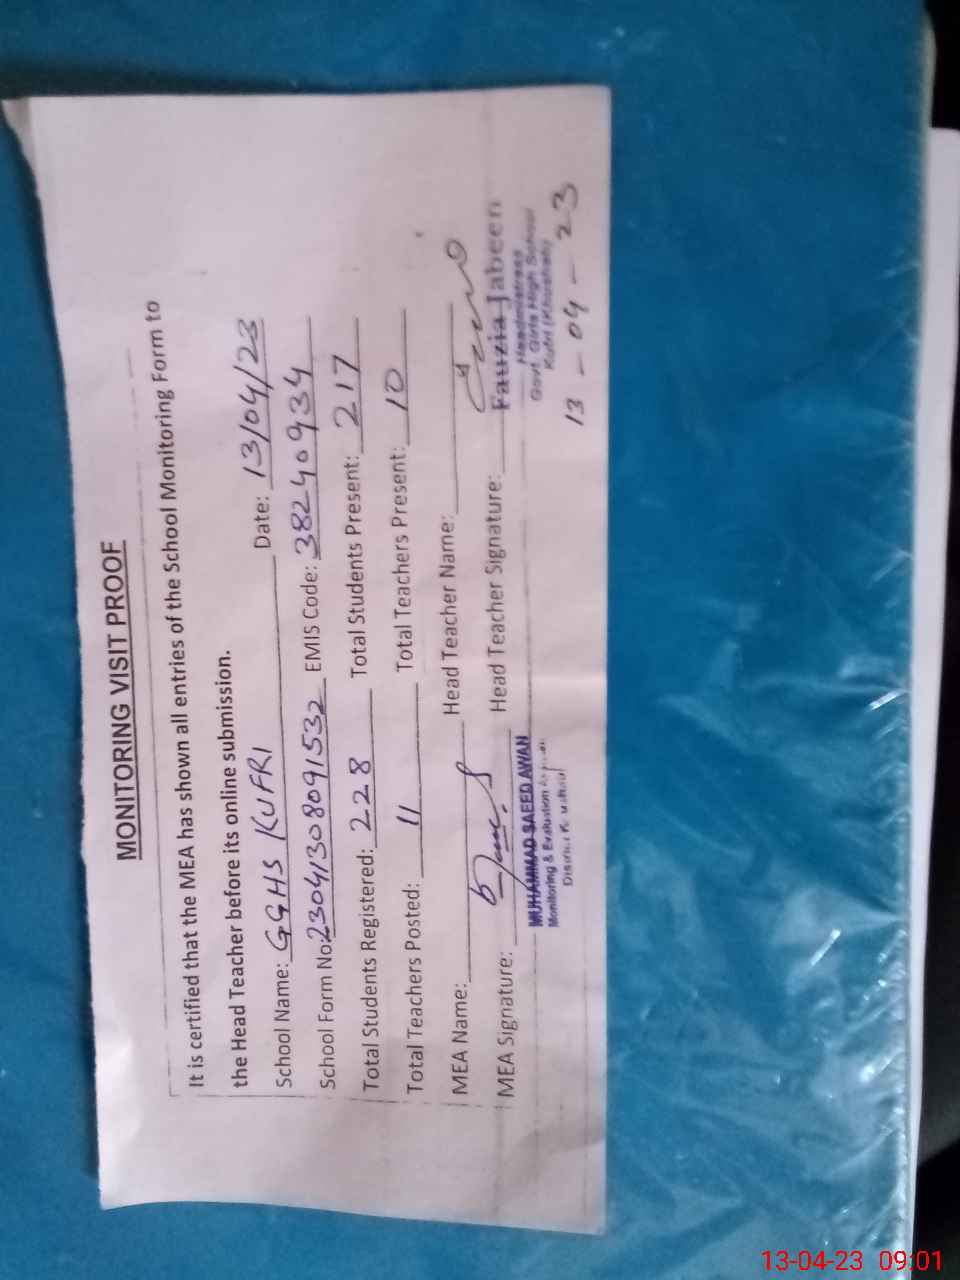 MONITORING VISIT PROOF
It is certified that the MEA has shown all entries of the School Monitoring Form to
the Head Teacher before its online submission.
School Name: GGHS KUFRI Date: 13/04/23
School Form No: 2304130809153​2 EMIS Code: 38240934
Total Students Registered: 228 Total Students Present: 217
Total Teachers Posted: 11 Total Teachers Present: 10
MEA Name: Head Teacher Name:
MEA Signature: Head Teacher Signature:
MUHAMMAD SAEED AWAN
Monitoring & Evaluation
District
Fauzia Jabeen
Headmistress
Govt. Girls High School
Kufri (Khushab)
13-04-23
13-04-23 09:01